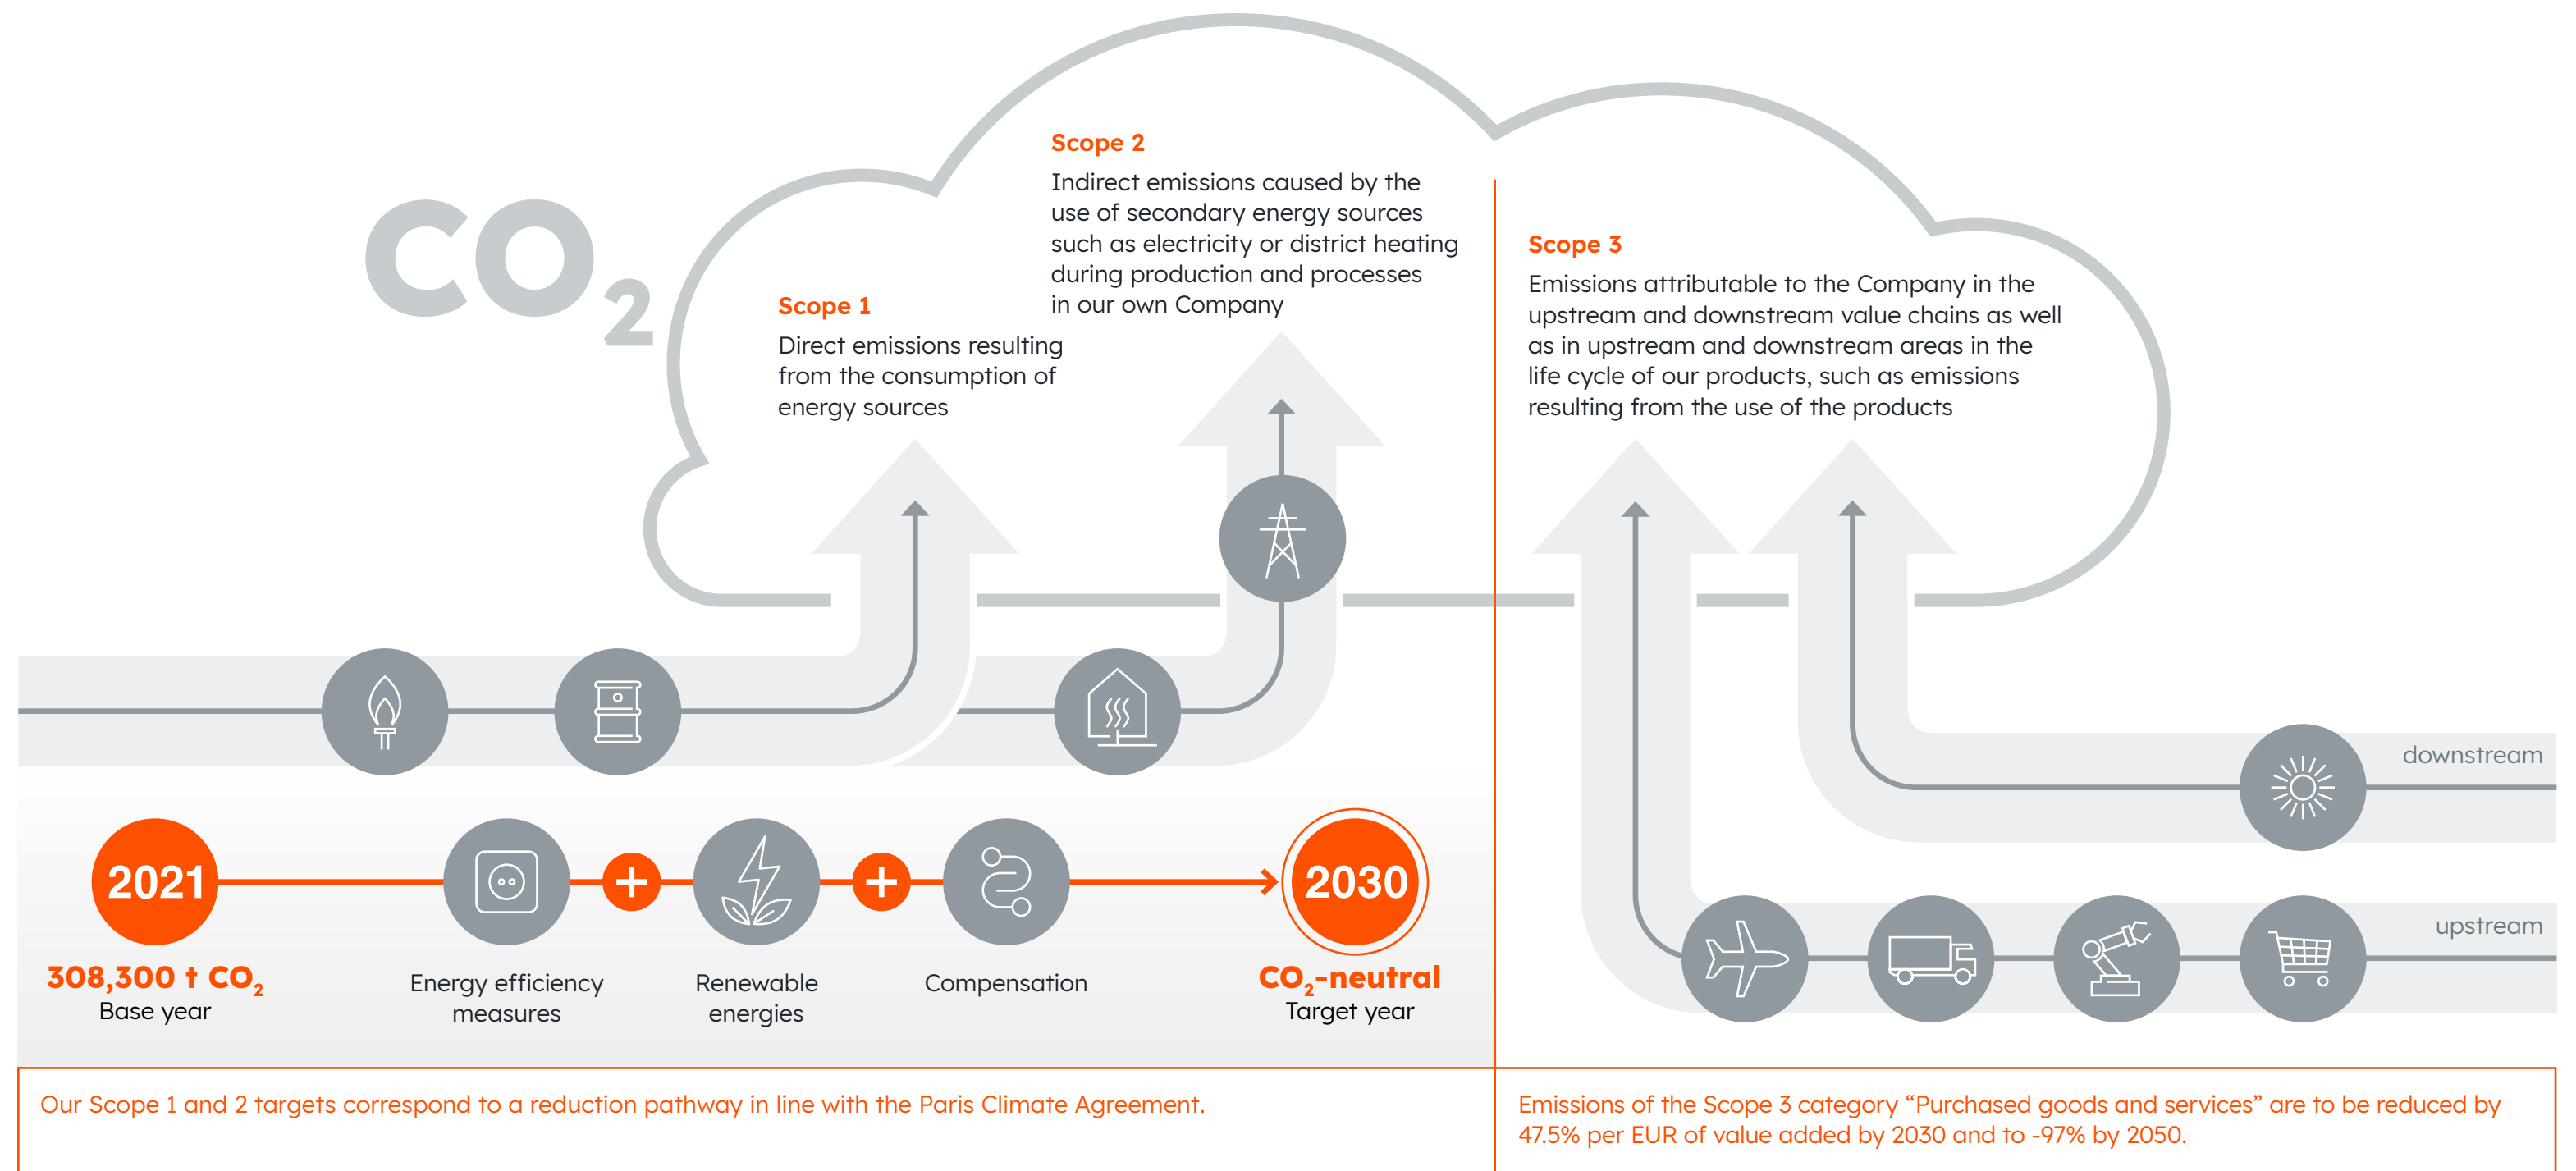 CO₂
Scope 1
Direct emissions resulting
from the consumption of
energy sources
Scope 2
Indirect emissions caused by the
use of secondary energy sources
such as electricity or district heating
during production and processes
in our own Company
Scope 3
Emissions attributable to the Company in the
upstream and downstream value chains as well
as in upstream and downstream areas in the
life cycle of our products, such as emissions
resulting from the use of the products
downstream
upstream
2021
308,300 t CO₂
Base year
Energy efficiency
measures
Renewable
energies
Compensation
2030
CO₂-neutral
Target year
Our Scope 1 and 2 targets correspond to a reduction pathway in line with the Paris Climate Agreement.
Emissions of the Scope 3 category “Purchased goods and services” are to be reduced by
47.5% per EUR of value added by 2030 and to -97% by 2050.